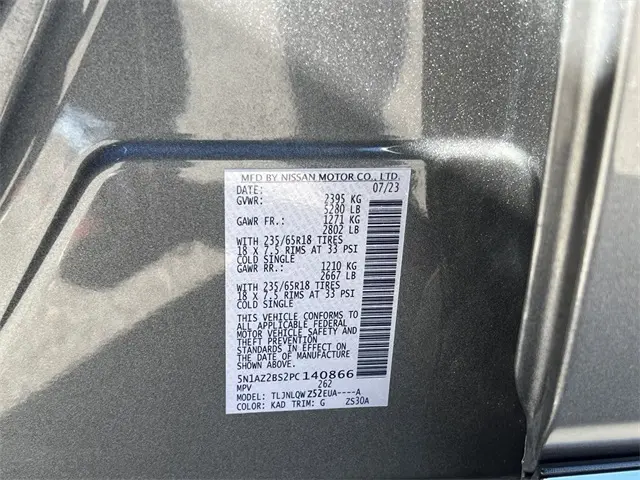 MFD BY NISSAN MOTOR CO., LTD.
DATE: 07/23
GVWR: 2395 KG
5280 LB
GAWR FR.: 1271 KG
2802 LB
WITH 235/65R18 TIRES
18 X 7.5 RIMS AT 33 PSI
COLD SINGLE
GAWR RR.: 1210 KG
2667 LB
WITH 235/65R18 TIRES
18 X 7.5 RIMS AT 33 PSI
COLD SINGLE
THIS VEHICLE CONFORMS TO
ALL APPLICABLE FEDERAL
MOTOR VEHICLE SAFETY AND
THEFT PREVENTION
STANDARDS IN EFFECT ON
THE DATE OF MANUFACTURE
SHOWN ABOVE.
5N1AZ2BS2PC140866
MPV 262
MODEL: TLJNLQWZ52EUA----A
COLOR: KAD TRIM: G ZS30A